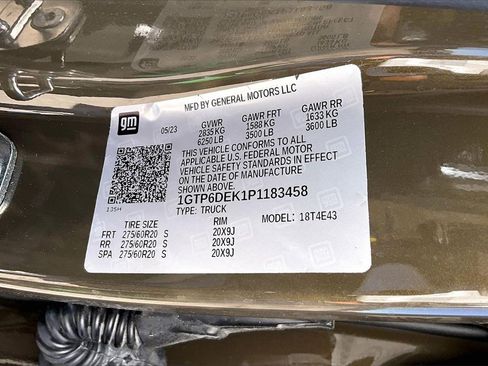 gm
MFD BY GENERAL MOTORS LLC
05/23 GVWR GAWR FRT GAWR RR
2835 KG 1588 KG 1633 KG
6250 LB 3500 LB 3600 LB
THIS VEHICLE CONFORMS TO ALL
APPLICABLE U.S. FEDERAL MOTOR
VEHICLE SAFETY STANDARDS IN EFFECT
ON THE DATE OF MANUFACTURE
SHOWN ABOVE.
1GTP6DEK1P1183458
TYPE: TRUCK MODEL: 18T4E43
135H
TIRE SIZE RIM
FRT 275/60R20 S 20X9J
RR 275/60R20 S 20X9J
SPA 275/60R20 S 20X9J